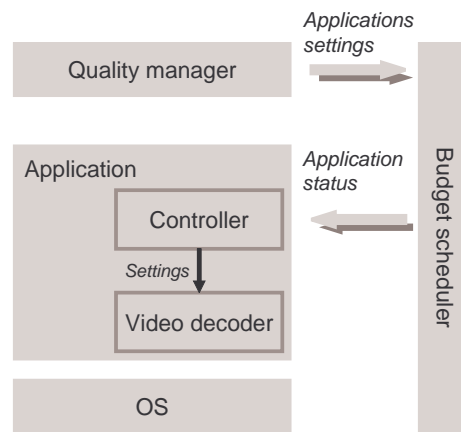 Applications
settings
Quality manager
Application
Application
status
Controller
Settings
Video decoder
Budget scheduler
OS